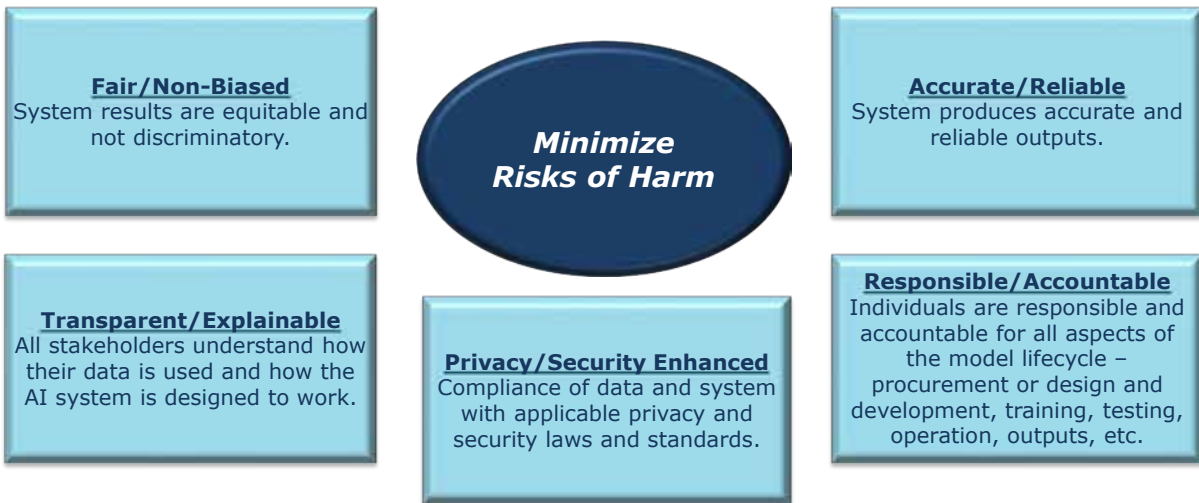 Fair/Non-Biased
System results are equitable and
not discriminatory.
Minimize
Risks of Harm
Accurate/Reliable
System produces accurate and
reliable outputs.
Transparent/Explainable
All stakeholders understand how
their data is used and how the
AI system is designed to work.
Privacy/Security Enhanced
Compliance of data and system
with applicable privacy and
security laws and standards.
Responsible/Accountable
Individuals are responsible and
accountable for all aspects of
the model lifecycle –
procurement or design and
development, training, testing,
operation, outputs, etc.